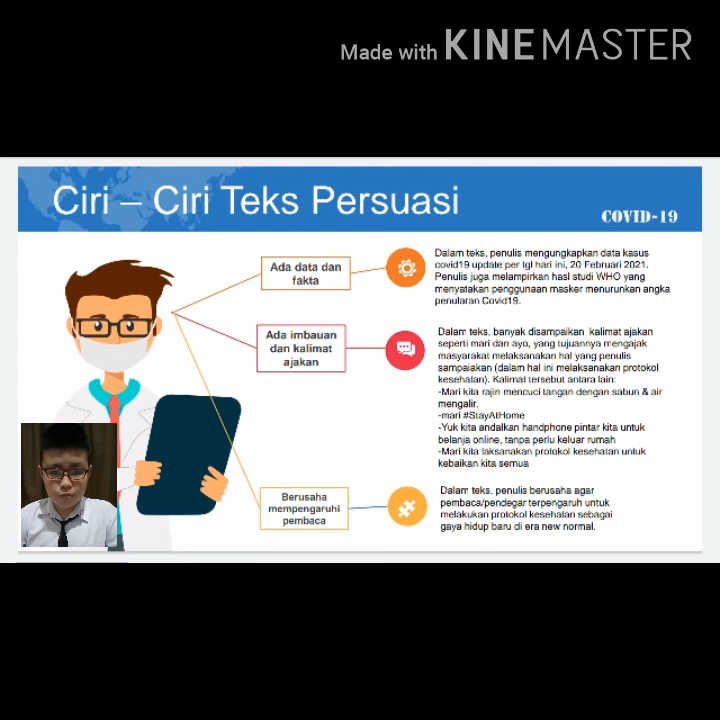 Made with KINEMASTER
Ciri – Ciri Teks Persuasi
COVID-19
Ada data dan
fakta
Dalam teks, penulis mengungkapkan data kasus
covid19 update per lgl hari ini, 20 Februari 2021.
Penulis juga melampirkan hasl studi WHO yang
menyatakan penggunaan masker menurunkan angka
penularan Covid19.
Ada imbauan
dan kalimat
ajakan
Dalam teks, banyak disampaikan kalimat ajakan
seperti mari dan ayo, yang tujuannya mengajak
masyarakat melaksanakan hal yang penulis
sampaiakan (dalam hal ini melaksanakan protokol
kesehatan). Kalimat tersebut antara lain:
-Mari kita rajin mencuci tangan dengan sabun & air
mengalir.
-mari #StayAtHome
-Yuk kita andalkan handphone pintar kita untuk
belanja online, tanpa perlu keluar rumah
-Mari kita laksanakan protokol kesehatan untuk
kebaikan kita semua
Berusaha
mempengaruhi
pembaca
Dalam teks, penulis berusaha agar
pembaca/pendegar terpengaruh untuk
melakukan protokol kesehatan sebagai
gaya hidup baru di era new normal.